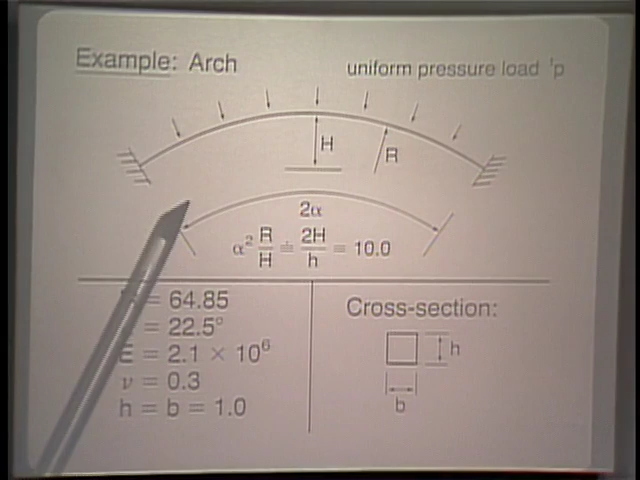 Example: Arch
uniform pressure load ᵗp
H
R
2α
α² R/H ≐ 2H/h = 10.0
= 64.85
= 22.5°
E = 2.1 × 10⁶
ν = 0.3
h = b = 1.0
Cross-section:
h
b